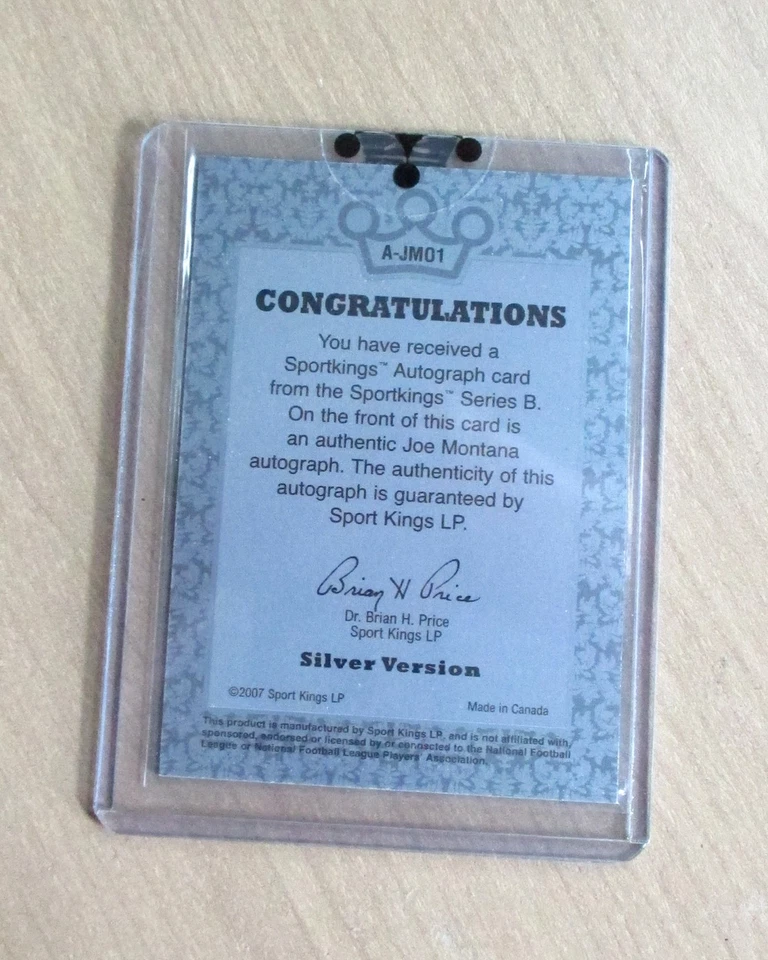 A-JM01
CONGRATULATIONS
You have received a
Sportkings™ Autograph card
from the Sportkings™ Series B.
On the front of this card is
an authentic Joe Montana
autograph. The authenticity of this
autograph is guaranteed by
Sport Kings LP.
Brian H Price
Dr. Brian H. Price
Sport Kings LP
Silver Version
©2007 Sport Kings LP
Made in Canada
This product is manufactured by Sport Kings LP, and is not affiliated with,
sponsored, endorsed or licensed by or connected to the National Football
League or National Football League Players' Association.